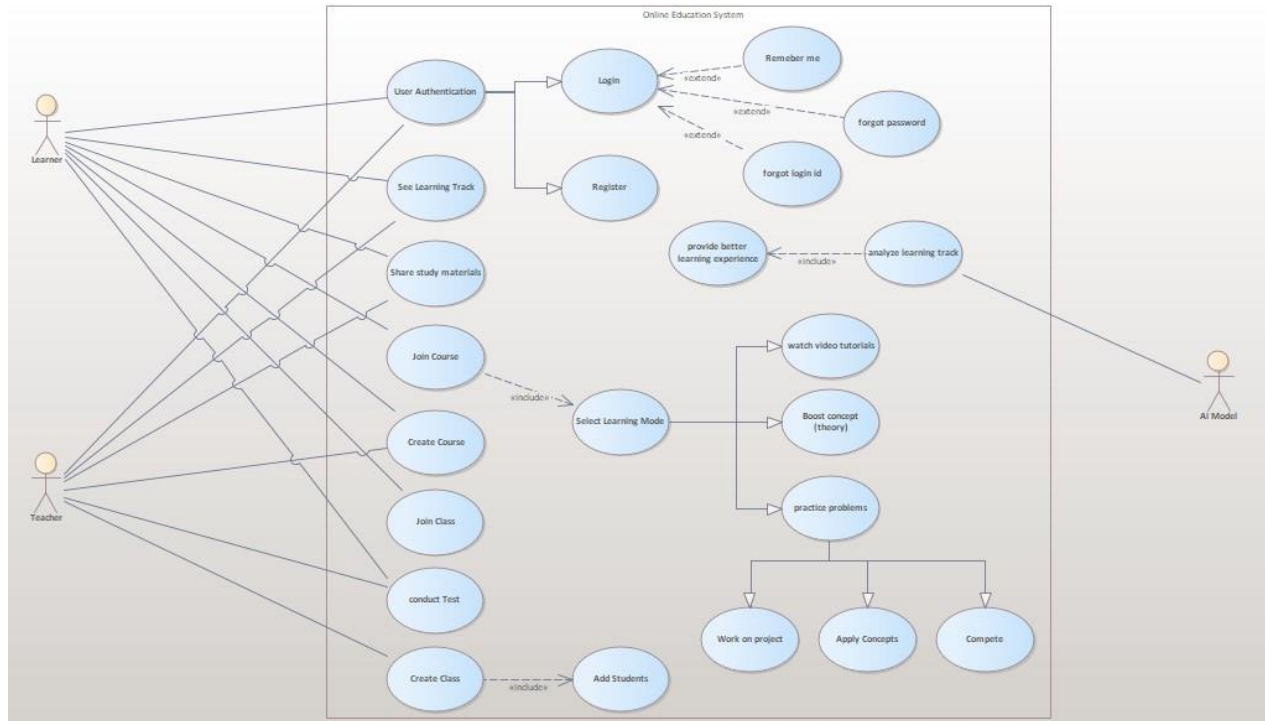 Online Education System
Remeber me
User Authentication
Login
«extend»
«extend»
forgot password
«extend»
Learner
forgot login id
See Learning Track
Register
provide better
learning experience
«include»
analyze learning track
Share study materials
watch video tutorials
Join Course
«include»
AI Model
Select Learning Mode
Boost concept
(theory)
Create Course
practice problems
Teacher
Join Class
conduct Test
Work on project
Apply Concepts
Compete
Create Class
«include»
Add Students